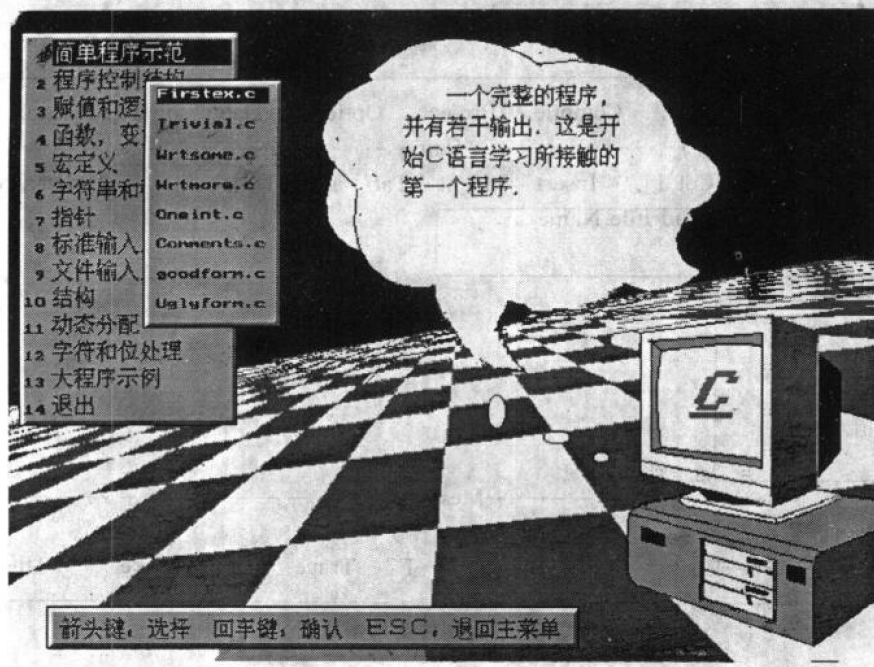 1 简单程序示范
2 程序控制结构
3 赋值和逻
4 函数，变
5 宏定义
6 字符串和
7 指针
8 标准输入
9 文件输入
10 结构
11 动态分配
12 字符和位处理
13 大程序示例
14 退出
Firstex.c
Trivial.c
Wrtsome.c
Wrtmore.c
Oneint.c
Comments.c
goodform.c
Uglyform.c
一个完整的程序，
并有若干输出．这是开
始C语言学习所接触的
第一个程序．
C
箭头键，选择 回车键，确认 ESC，退回主菜单